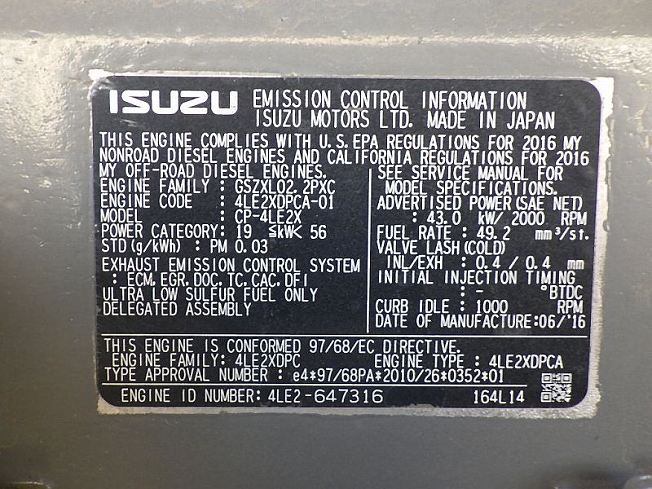 ISUZU EMISSION CONTROL INFORMATION
ISUZU MOTORS LTD. MADE IN JAPAN
THIS ENGINE COMPLIES WITH U.S. EPA REGULATIONS FOR 2016 MY
NONROAD DIESEL ENGINES AND CALIFORNIA REGULATIONS FOR 2016
MY OFF-ROAD DIESEL ENGINES.
ENGINE FAMILY : GSZXL02.2PXC
ENGINE CODE : 4LE2XDPCA-01
MODEL : CP-4LE2X
POWER CATEGORY: 19 ≤kW< 56
STD (g/kWh) : PM 0.03
EXHAUST EMISSION CONTROL SYSTEM
: ECM, EGR, DOC, TC, CAC, DFI
ULTRA LOW SULFUR FUEL ONLY
DELEGATED ASSEMBLY
SEE SERVICE MANUAL FOR
MODEL SPECIFICATIONS.
ADVERTISED POWER (SAE NET)
: 43.0 kW/ 2000 RPM
FUEL RATE : 49.2 mm³/st.
VALVE LASH (COLD)
INL/EXH : 0.4 / 0.4 mm
INITIAL INJECTION TIMING
: - °BTDC
CURB IDLE : 1000 RPM
DATE OF MANUFACTURE:06/'16
THIS ENGINE IS CONFORMED 97/68/EC DIRECTIVE.
ENGINE FAMILY: 4LE2XDPC ENGINE TYPE : 4LE2XDPCA
TYPE APPROVAL NUMBER : e4*97/68PA*2010/26*0352*01
ENGINE ID NUMBER: 4LE2-647316 164L14